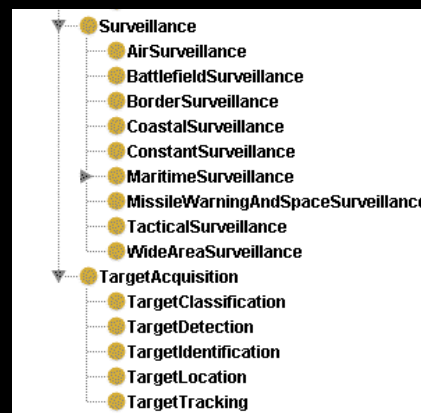 Surveillance
AirSurveillance
BattlefieldSurveillance
BorderSurveillance
CoastalSurveillance
ConstantSurveillance
MaritimeSurveillance
MissileWarningAndSpaceSurveillance
TacticalSurveillance
WideAreaSurveillance
TargetAcquisition
TargetClassification
TargetDetection
TargetIdentification
TargetLocation
TargetTracking